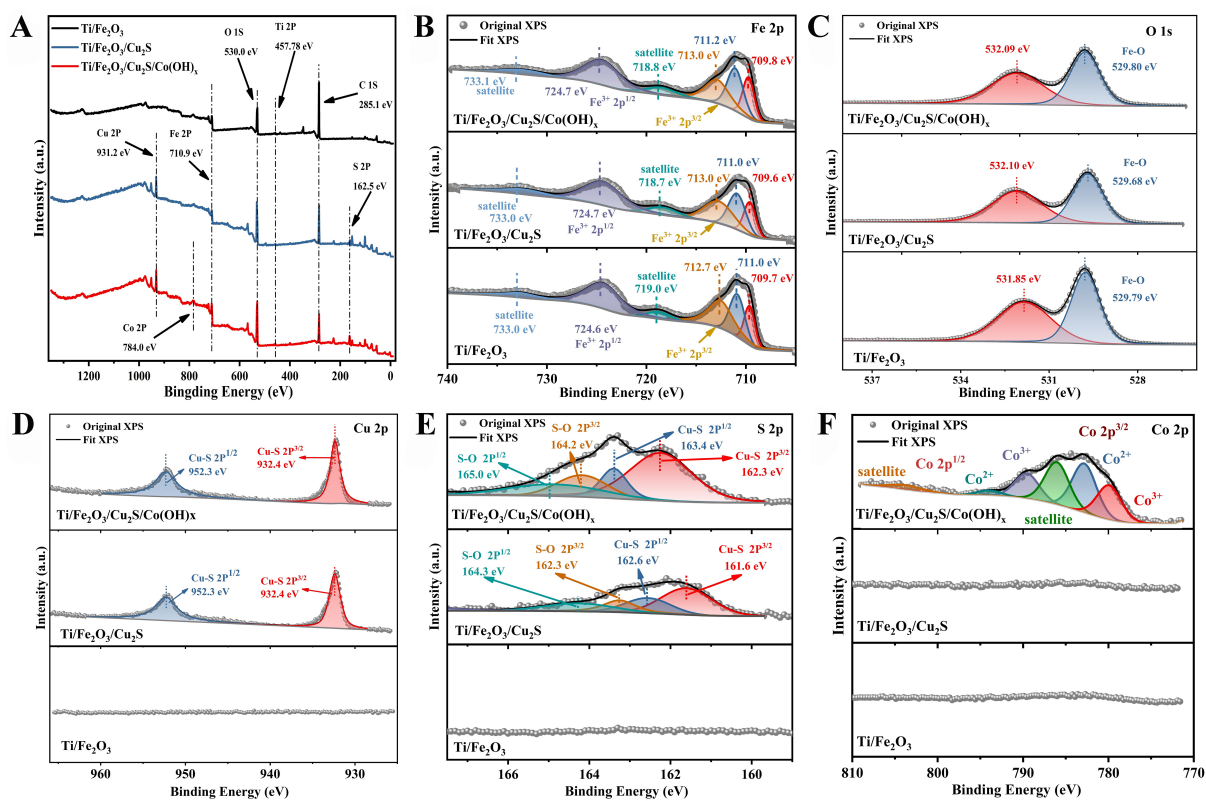 A
Ti/Fe₂O₃
Ti/Fe₂O₃/Cu₂S
Ti/Fe₂O₃/Cu₂S/Co(OH)ₓ
O 1S
530.0 eV
Ti 2P
457.78 eV
C 1S
285.1 eV
Cu 2P
931.2 eV
Fe 2P
710.9 eV
S 2P
162.5 eV
Co 2P
784.0 eV
Intensity (a.u.)
1200 1000 800 600 400 200 0
Bingding Energy (eV)
B
Original XPS
Fit XPS
Fe 2p
733.1 eV
satellite
724.7 eV
Fe³⁺ 2p¹/²
satellite
718.8 eV
711.2 eV
713.0 eV
709.8 eV
Fe³⁺ 2p³/²
Ti/Fe₂O₃/Cu₂S/Co(OH)ₓ
satellite
733.0 eV
724.7 eV
Fe³⁺ 2p¹/²
satellite
718.7 eV
711.0 eV
713.0 eV
709.6 eV
Fe³⁺ 2p³/²
Ti/Fe₂O₃/Cu₂S
satellite
733.0 eV
724.6 eV
Fe³⁺ 2p¹/²
satellite
719.0 eV
712.7 eV
711.0 eV
709.7 eV
Fe³⁺ 2p³/²
Ti/Fe₂O₃
Intensity (a.u.)
740 730 720 710
Binging Energy (eV)
C
Original XPS
Fit XPS
O 1s
532.09 eV
Fe-O
529.80 eV
Ti/Fe₂O₃/Cu₂S/Co(OH)ₓ
532.10 eV
Fe-O
529.68 eV
Ti/Fe₂O₃/Cu₂S
531.85 eV
Fe-O
529.79 eV
Ti/Fe₂O₃
Intensity (a.u.)
537 534 531 528
Binging Energy (eV)
D
Original XPS
Fit XPS
Cu 2p
Cu-S 2P¹/²
952.3 eV
Cu-S 2P³/²
932.4 eV
Ti/Fe₂O₃/Cu₂S/Co(OH)x
Cu-S 2P¹/²
952.3 eV
Cu-S 2P³/²
932.4 eV
Ti/Fe₂O₃/Cu₂S
Ti/Fe₂O₃
Intensity (a.u.)
960 950 940 930
Binding Energy (eV)
E
Original XPS
Fit XPS
S 2p
S-O 2P¹/²
165.0 eV
S-O 2P³/²
164.2 eV
Cu-S 2P¹/²
163.4 eV
Cu-S 2P³/²
162.3 eV
Ti/Fe₂O₃/Cu₂S/Co(OH)ₓ
S-O 2P¹/²
164.3 eV
S-O 2P³/²
162.3 eV
Cu-S 2P¹/²
162.6 eV
Cu-S 2P³/²
161.6 eV
Ti/Fe₂O₃/Cu₂S
Ti/Fe₂O₃
Intensity (a.u.)
166 164 162 160
Binding Energy (eV)
F
Original XPS
Fit XPS
Co 2p³/²
Co 2p
satellite
Co 2p¹/²
Co²⁺
Co³⁺
satellite
Co²⁺
Co³⁺
Ti/Fe₂O₃/Cu₂S/Co(OH)ₓ
Ti/Fe₂O₃/Cu₂S
Ti/Fe₂O₃
Intensity (a.u.)
810 800 790 780 770
Binding Energy (eV)